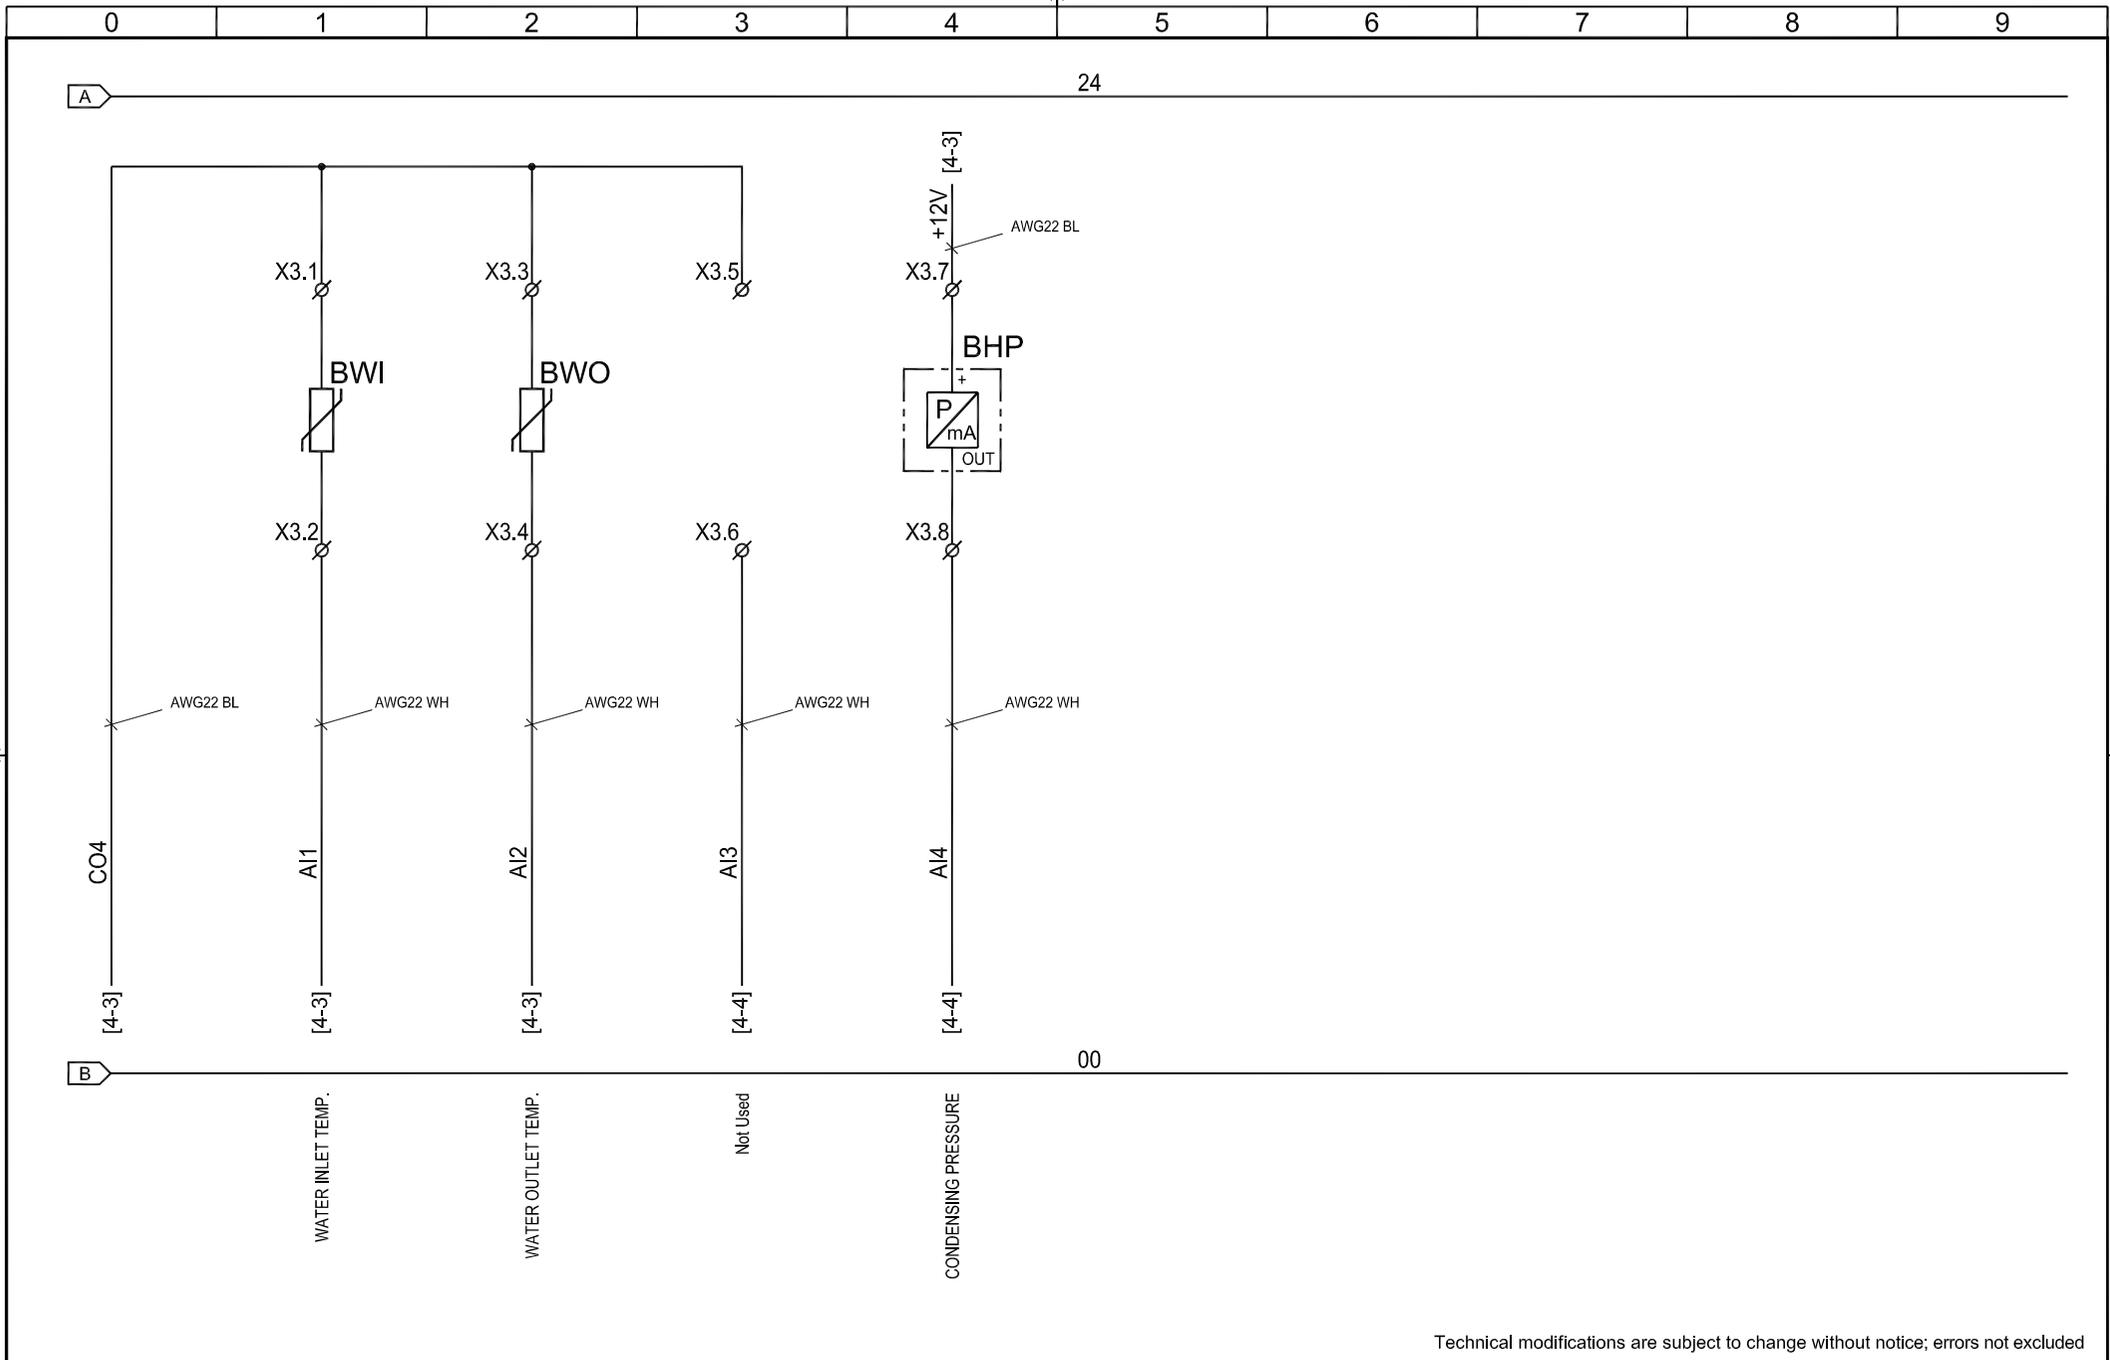 0 1 2 3 4 5 6 7 8 9
A 24
[4-3]
+12V
AWG22 BL
X3.1 X3.3 X3.5 X3.7
BHP
BWI BWO
+
P
mA
OUT
X3.2 X3.4 X3.6 X3.8
AWG22 BL AWG22 WH AWG22 WH AWG22 WH AWG22 WH
CO4 AI1 AI2 AI3 AI4
[4-3] [4-3] [4-3] [4-4] [4-4]
B 00
WATER INLET TEMP.
WATER OUTLET TEMP.
Not Used
CONDENSING PRESSURE
Technical modifications are subject to change without notice; errors not excluded